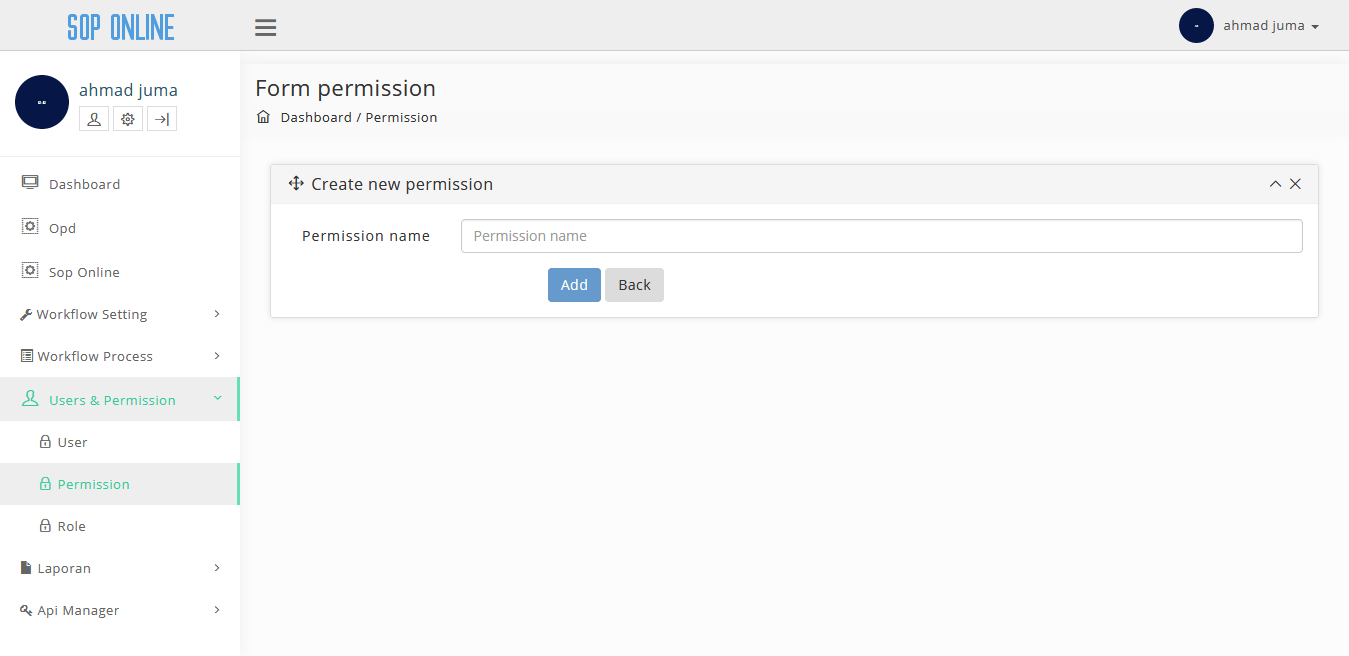 SOP ONLINE
ahmad juma
ahmad juma
Dashboard
Opd
Sop Online
Workflow Setting
Workflow Process
Users & Permission
User
Permission
Role
Laporan
Api Manager
Form permission
Dashboard / Permission
Create new permission
Permission name
Permission name
Add
Back